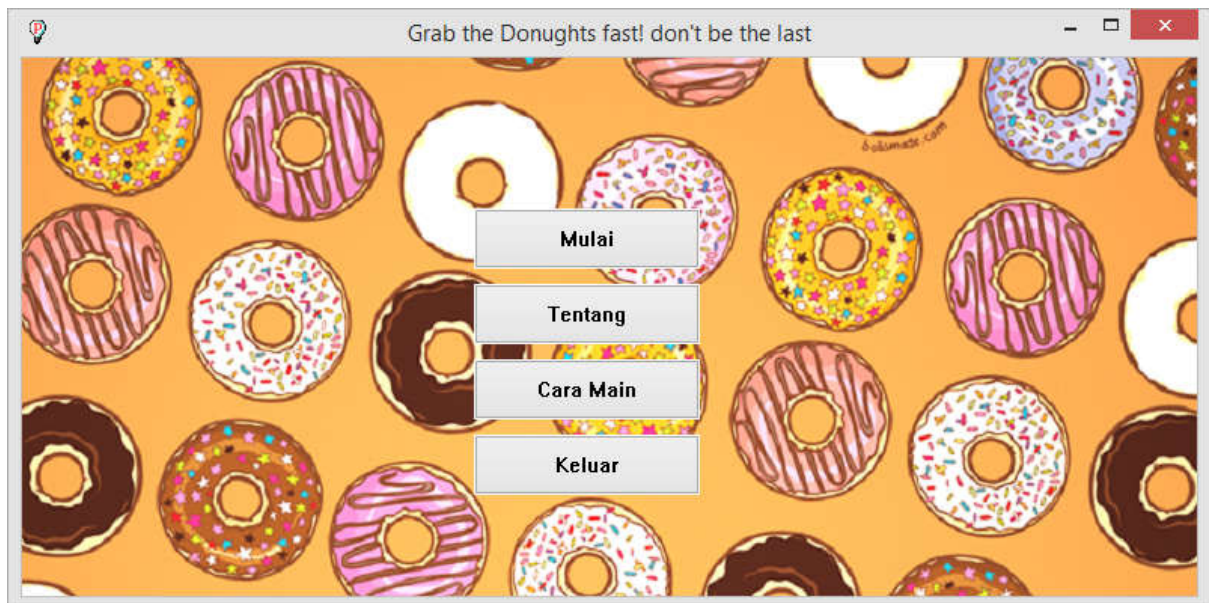 Grab the Donughts fast! don't be the last
Mulai
Tentang
Cara Main
Keluar